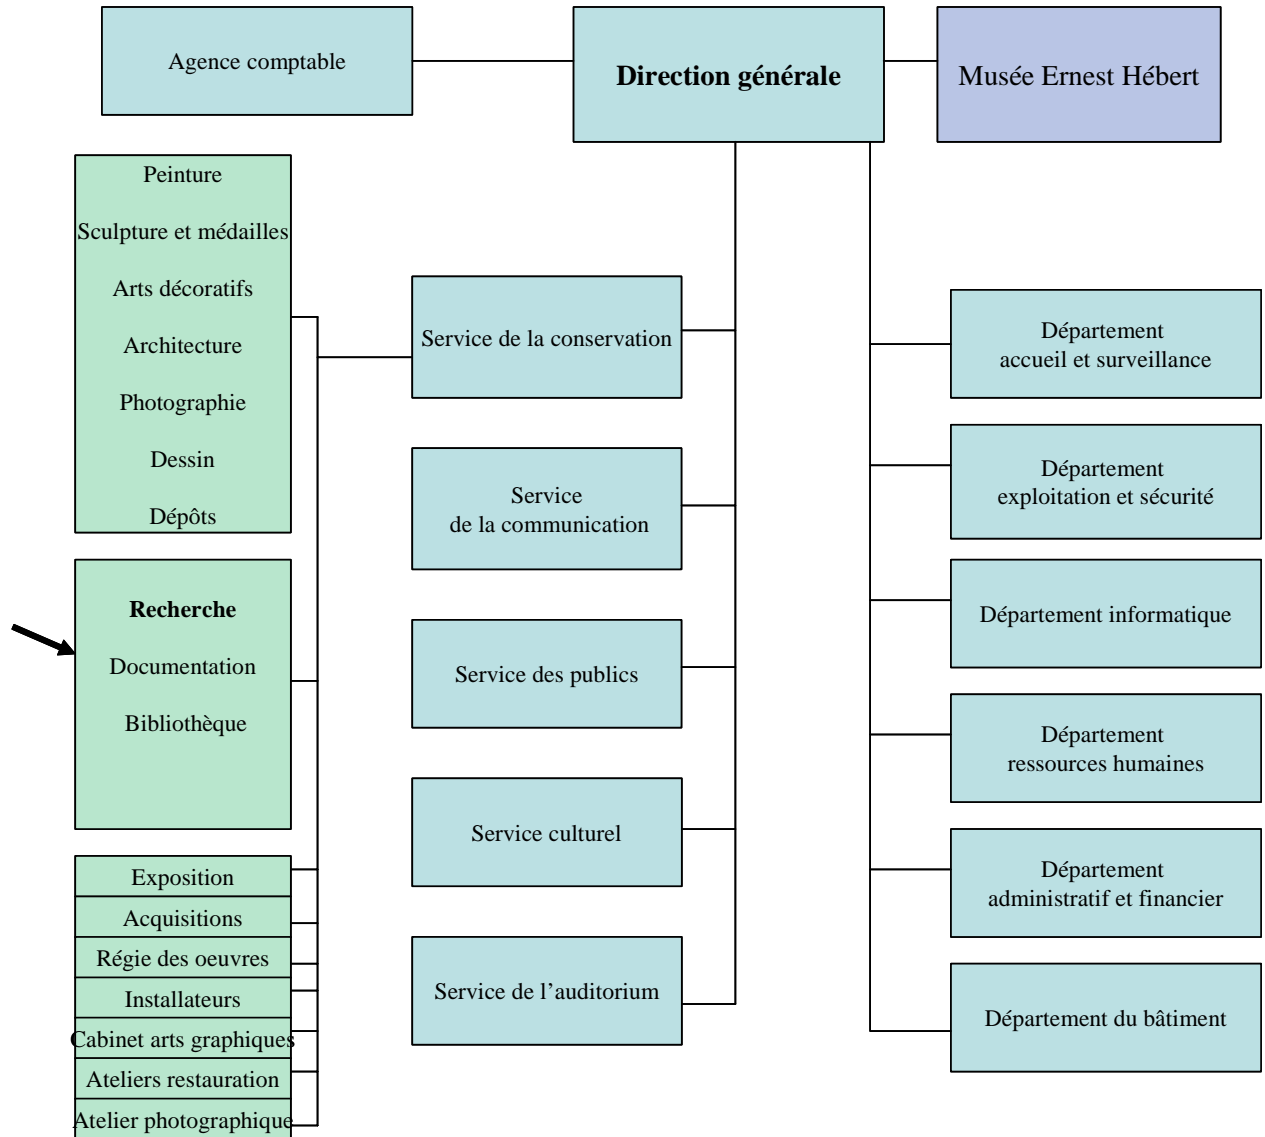 Agence comptable
Direction générale
Musée Ernest Hébert
Peinture
Sculpture et médailles
Arts décoratifs
Architecture
Photographie
Dessin
Dépôts
Recherche
Documentation
Bibliothèque
Exposition
Acquisitions
Régie des oeuvres
Installateurs
Cabinet arts graphiques
Ateliers restauration
Atelier photographique
Service de la conservation
Service
de la communication
Service des publics
Service culturel
Service de l’auditorium
Département
accueil et surveillance
Département
exploitation et sécurité
Département informatique
Département
ressources humaines
Département
administratif et financier
Département du bâtiment